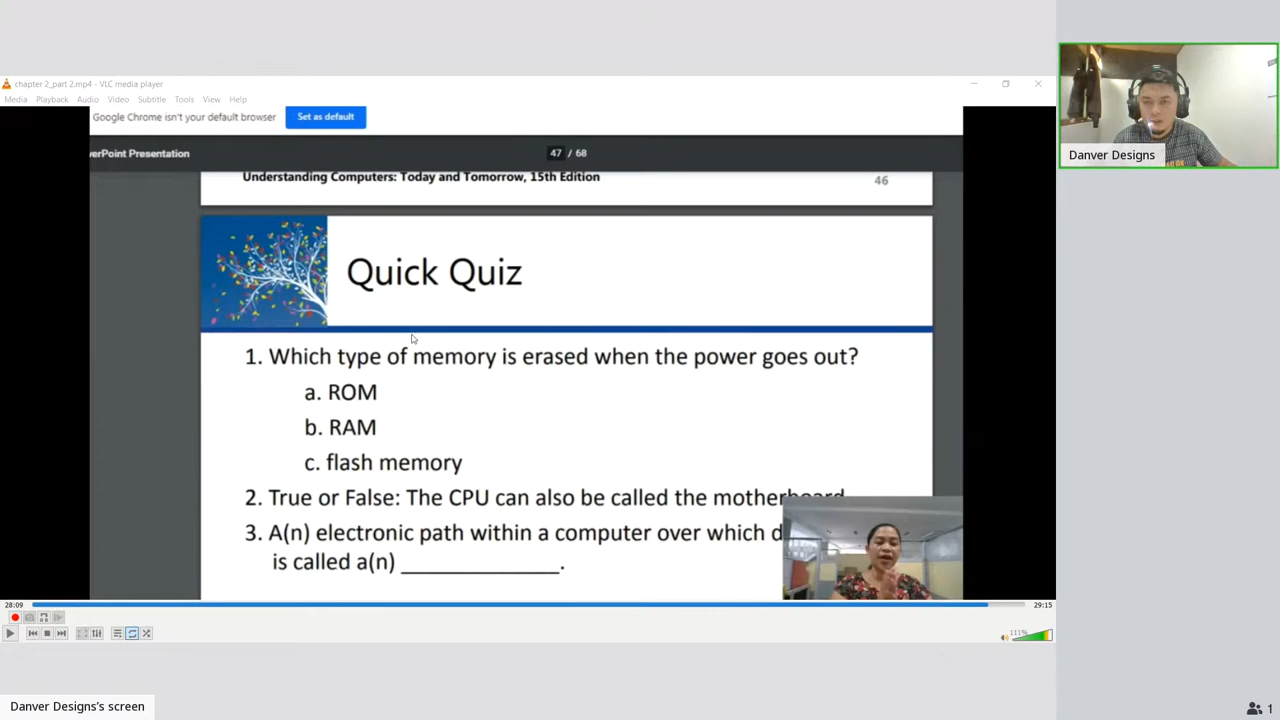 chapter 2_part 2.mp4 - VLC media player
Media Playback Audio Video Subtitle Tools View Help
Google Chrome isn't your default browser Set as default
verPoint Presentation 47 / 68
Understanding Computers: Today and Tomorrow, 15th Edition 46
Quick Quiz
1. Which type of memory is erased when the power goes out?
a. ROM
b. RAM
c. flash memory
2. True or False: The CPU can also be called the motherboard.
3. A(n) electronic path within a computer over which d
is called a(n) ______________.
28:09 29:15
111%
Danver Designs
Danver Designs's screen
1